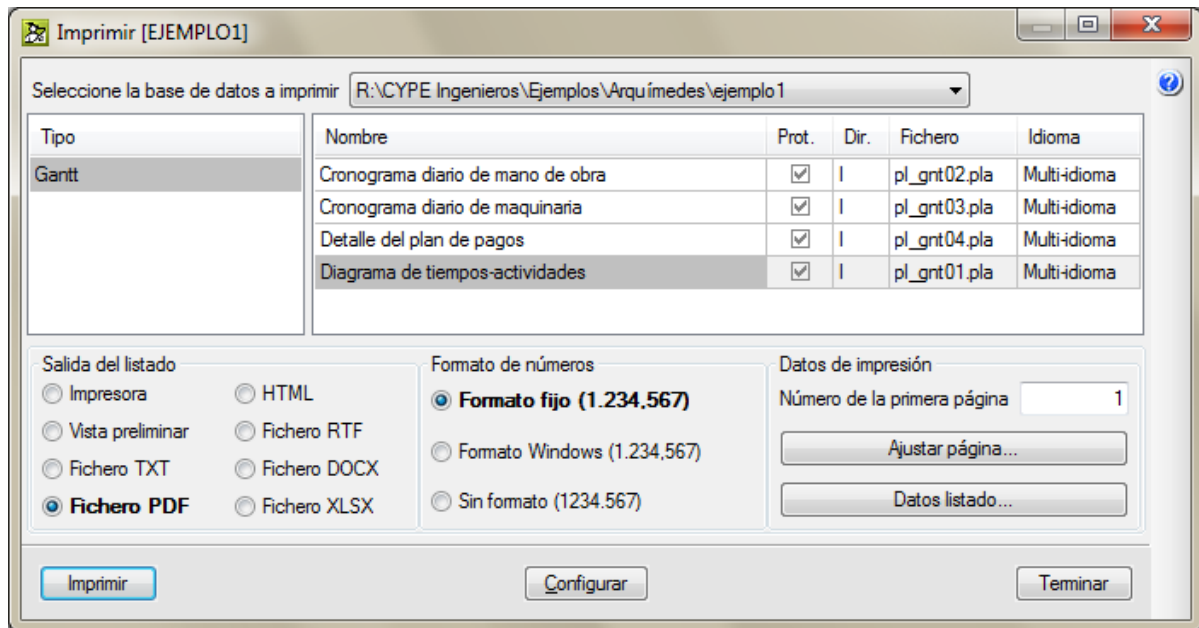 Imprimir [EJEMPLO1]
Seleccione la base de datos a imprimir R:\CYPE Ingenieros\Ejemplos\Arquímedes\ejemplo1
Tipo Nombre Prot. Dir. Fichero Idioma
Gantt Cronograma diario de mano de obra I pl_gnt02.pla Multi-idioma
Cronograma diario de maquinaria I pl_gnt03.pla Multi-idioma
Detalle del plan de pagos I pl_gnt04.pla Multi-idioma
Diagrama de tiempos-actividades I pl_gnt01.pla Multi-idioma
Salida del listado Formato de números Datos de impresión
Impresora HTML Formato fijo (1.234,567) Número de la primera página 1
Vista preliminar Fichero RTF Formato Windows (1.234,567) Ajustar página...
Fichero TXT Fichero DOCX
Fichero PDF Fichero XLSX Sin formato (1234.567) Datos listado...
Imprimir Configurar Terminar